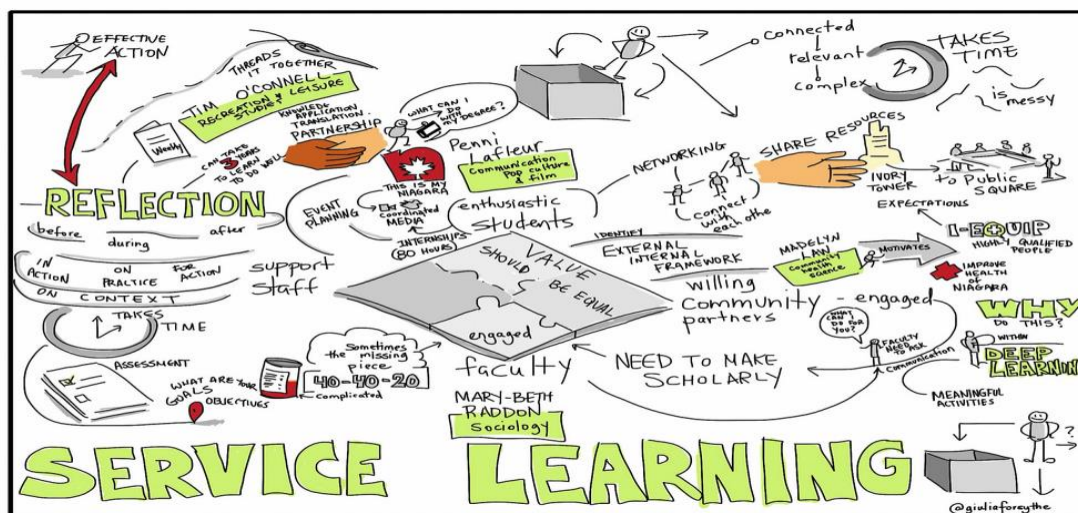 EFFECTIVE
ACTION
THREADS
IT TOGETHER
TIM O'CONNELL
RECREATION & LEISURE
STUDIES
KNOWLEDGE
APPLICATION
TRANSLATION
PARTNERSHIP
Weekly
CAN TAKE
3 YEARS
TO LEARN
TO DO WELL
REFLECTION
before
during
after
IN
ACTION
ON
PRACTICE
FOR ACTION
ON CONTEXT
TAKES
TIME
ASSESSMENT
WHAT ARE YOUR
GOALS
OBJECTIVES
support
staff
EVENT
PLANNING
WHAT CAN I
DO
WITH
MY DEGREE?
Penni
Lafleur
Communication
Pop culture
& film
THIS IS MY
NIAGARA
coordinated
MEDIA
INTERNSHIPS
(80 HOURS)
enthusiastic
students
VALUE
SHOULD
BE EQUAL
engaged
faculty
Sometimes
the missing
piece
40-40-20
complicated
MARY-BETH
RADDON
Sociology
connected
relevant
complex
TAKES
TIME
is messy
NETWORKING
connect
with
each othe
SHARE RESOURCES
IVORY
TOWER
to Public
SQUARE
EXPECTATIONS
IDENTIFY
EXTERNAL
INTERNAL
FRAMEWORK
MADELYN
LAW
Community
health
science
MOTIVATES
I-EQUIP
HIGHLY QUALIFIED
PEOPLE
IMPROVE
HEALTH
OF
NIAGARA
willing
community - engaged
partners
WHAT
CAN I
DO FOR
YOU?
FACULTY
NEED TO ASK
communication
NEED TO MAKE
SCHOLARLY
WHY
DO THIS?
WITHIN
DEEP
LEARNIN
MEANINGFUL
ACTIVITIES
?
SERVICE LEARNING
@giuliaforsythe